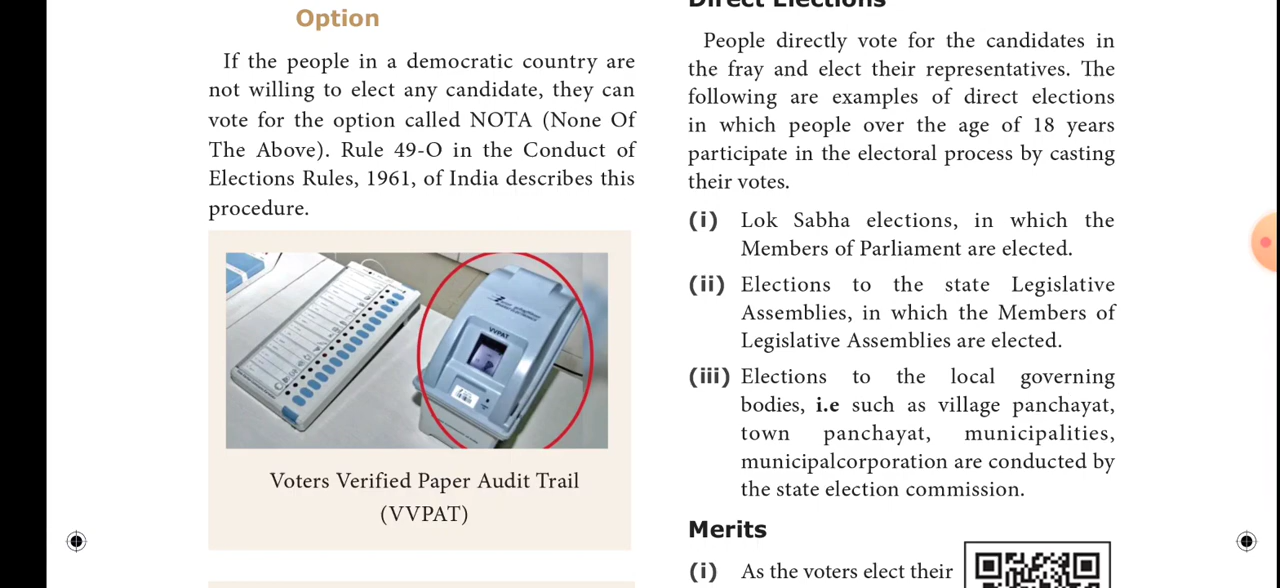 Option
If the people in a democratic country are
not willing to elect any candidate, they can
vote for the option called NOTA (None Of
The Above). Rule 49-O in the Conduct of
Elections Rules, 1961, of India describes this
procedure.
VVPAT
Voters Verified Paper Audit Trail
(VVPAT)
Direct Elections
People directly vote for the candidates in
the fray and elect their representatives. The
following are examples of direct elections
in which people over the age of 18 years
participate in the electoral process by casting
their votes.
(i) Lok Sabha elections, in which the
Members of Parliament are elected.
(ii) Elections to the state Legislative
Assemblies, in which the Members of
Legislative Assemblies are elected.
(iii) Elections to the local governing
bodies, i.e such as village panchayat,
town panchayat, municipalities,
municipalcorporation are conducted by
the state election commission.
Merits
(i) As the voters elect their